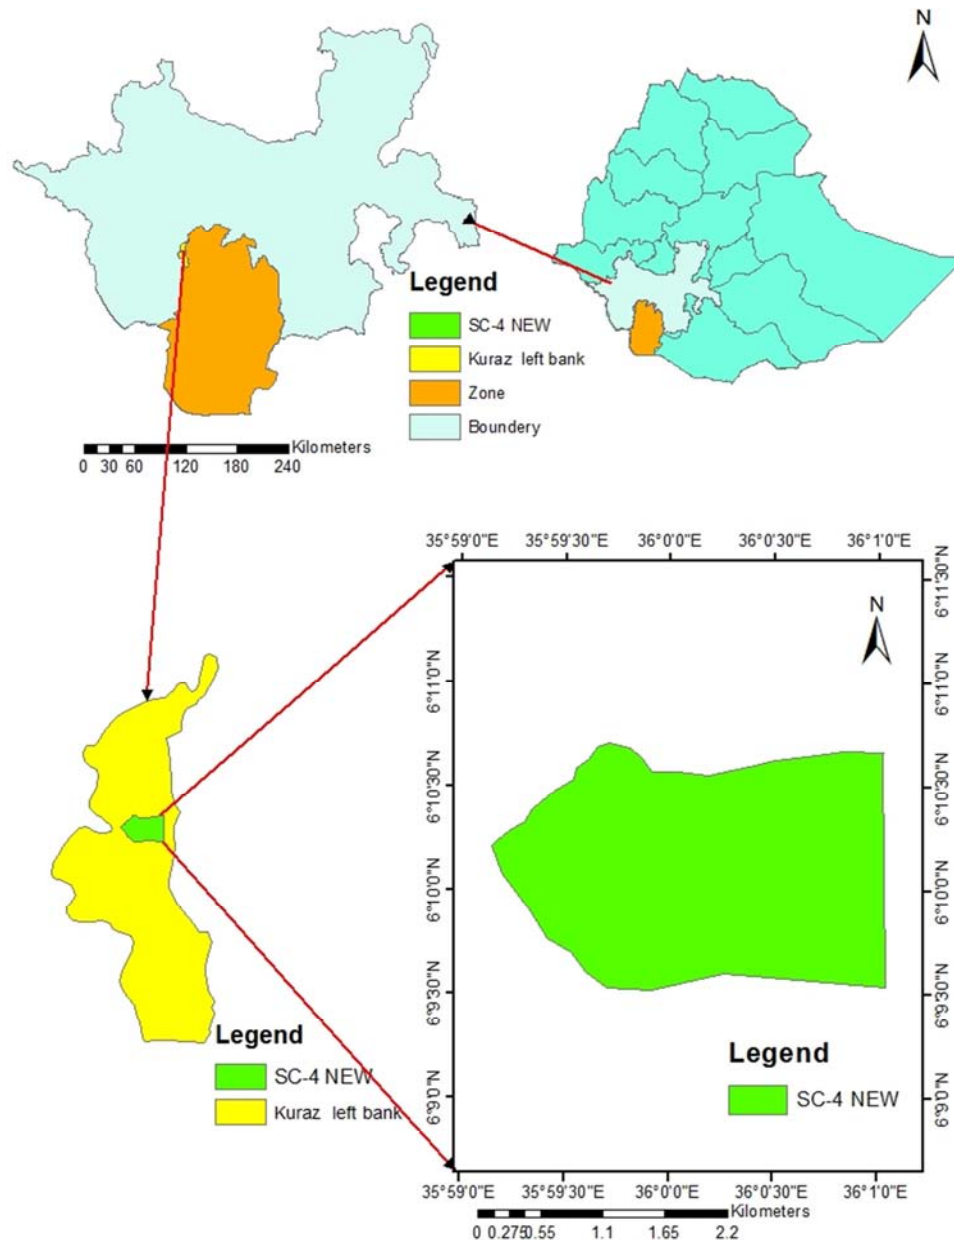 N
Legend
SC-4 NEW
Kuraz left bank
Zone
Boundery
Kilometers
0 30 60 120 180 240
35°59'0"E 35°59'30"E 36°0'0"E 36°0'30"E 36°1'0"E
N
6°11'30"N
6°11'0"N 6°11'0"N
6°10'30"N 6°10'30"N
6°10'0"N 6°10'0"N
6°9'30"N 6°9'30"N
6°9'0"N 6°9'0"N
Legend
SC-4 NEW
Kuraz left bank
Legend
SC-4 NEW
35°59'0"E 35°59'30"E 36°0'0"E 36°0'30"E 36°1'0"E
Kilometers
0 0.275 0.55 1.1 1.65 2.2